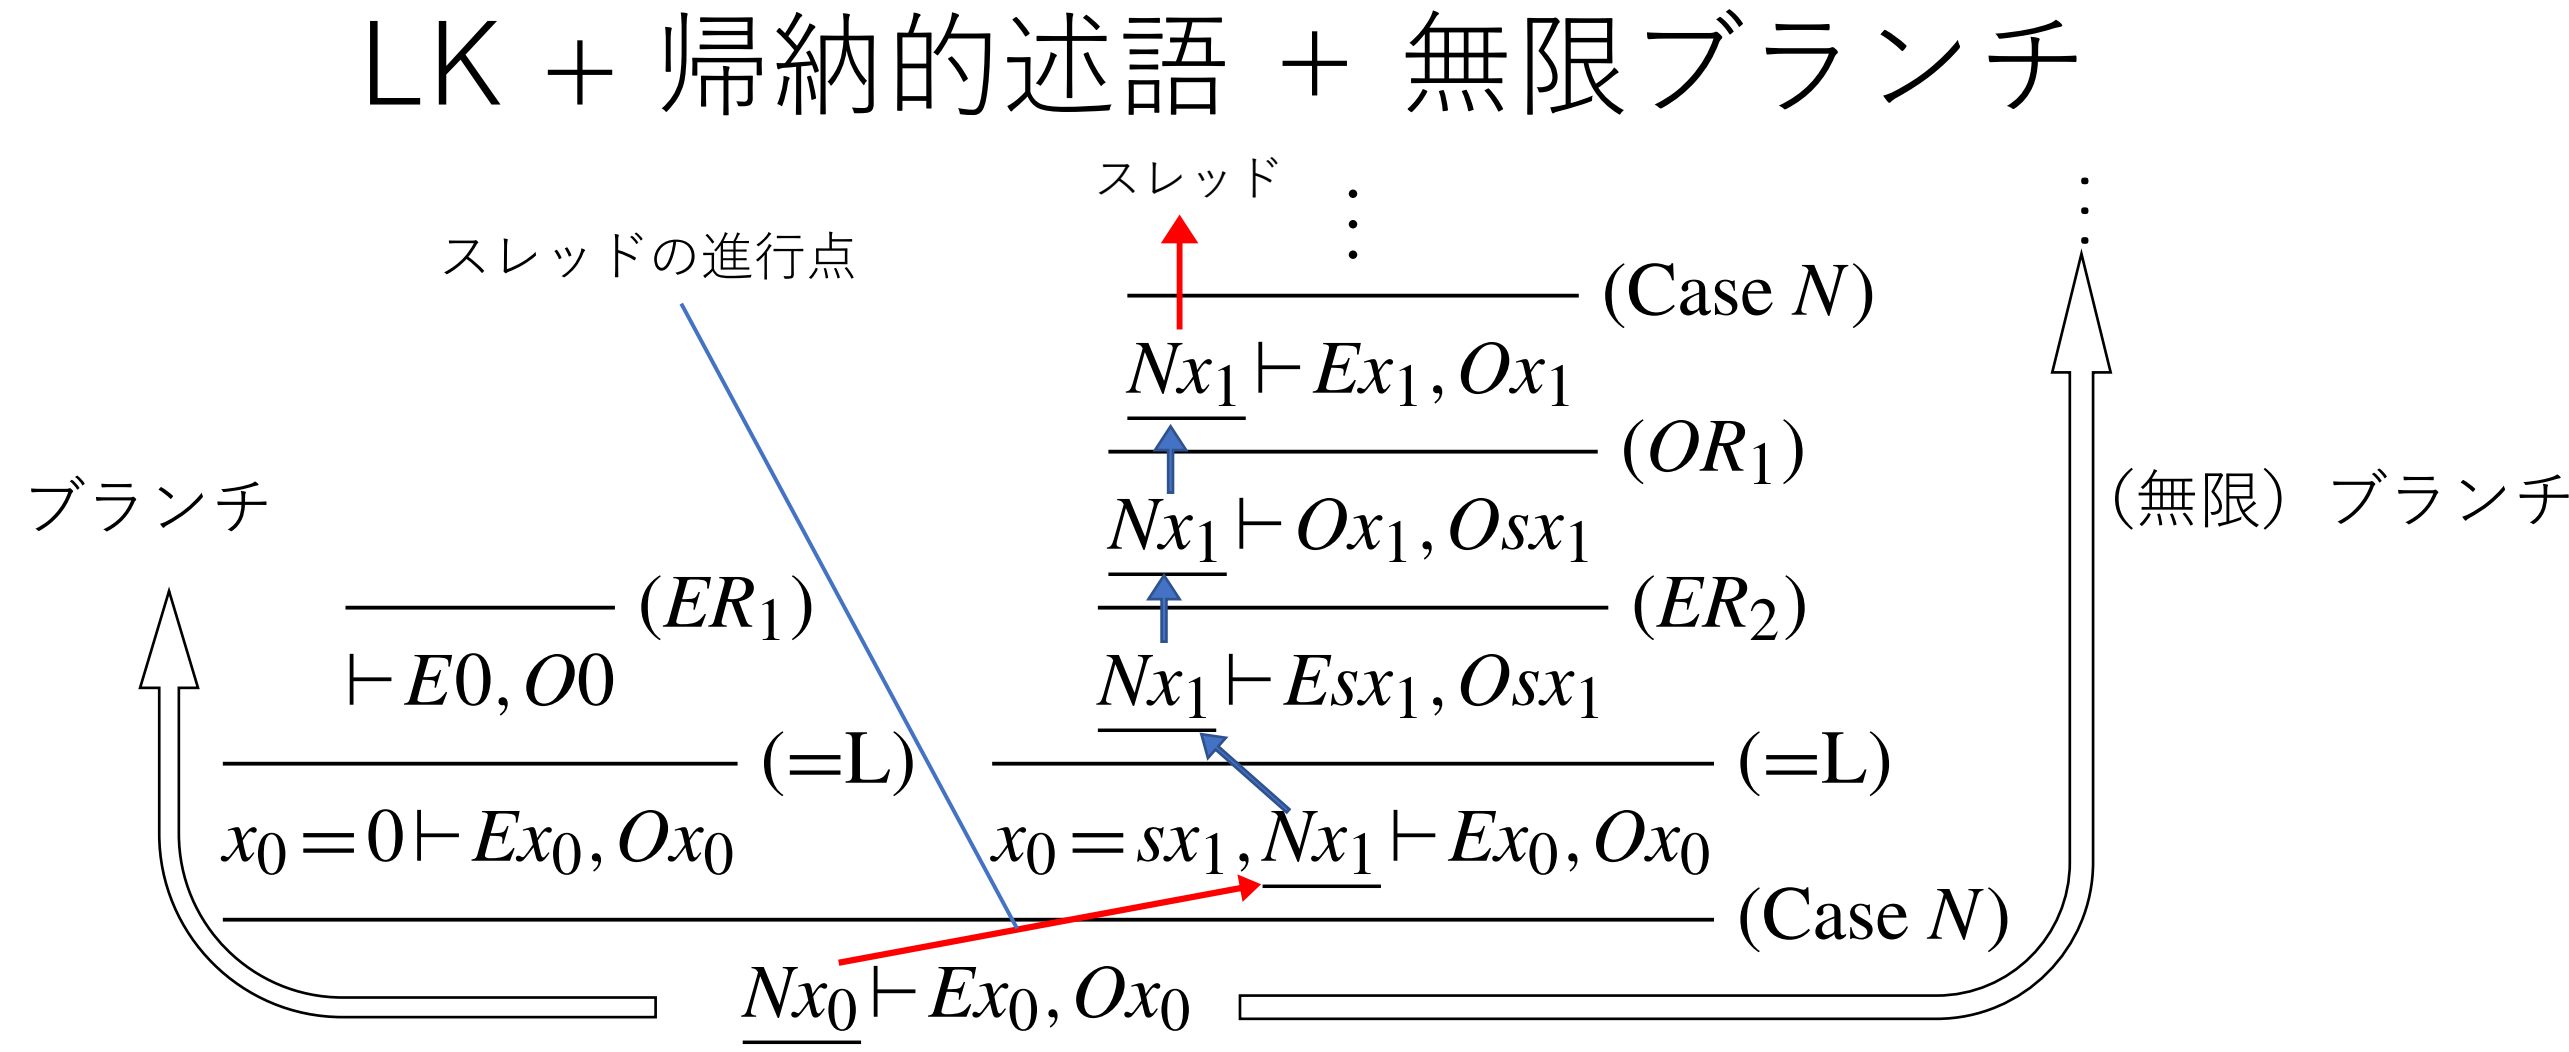 LK + 帰納的述語 + 無限ブランチ
スレッド
⋮
⋮
スレッドの進行点
(Case N)
Nx₁ ⊢ Ex₁, Ox₁
(OR₁)
ブランチ
Nx₁ ⊢ Ox₁, Osx₁
(無限) ブランチ
(ER₁)
(ER₂)
⊢ E0, O0
Nx₁ ⊢ Esx₁, Osx₁
(=L)
(=L)
x₀ = 0 ⊢ Ex₀, Ox₀
x₀ = sx₁, Nx₁ ⊢ Ex₀, Ox₀
(Case N)
Nx₀ ⊢ Ex₀, Ox₀